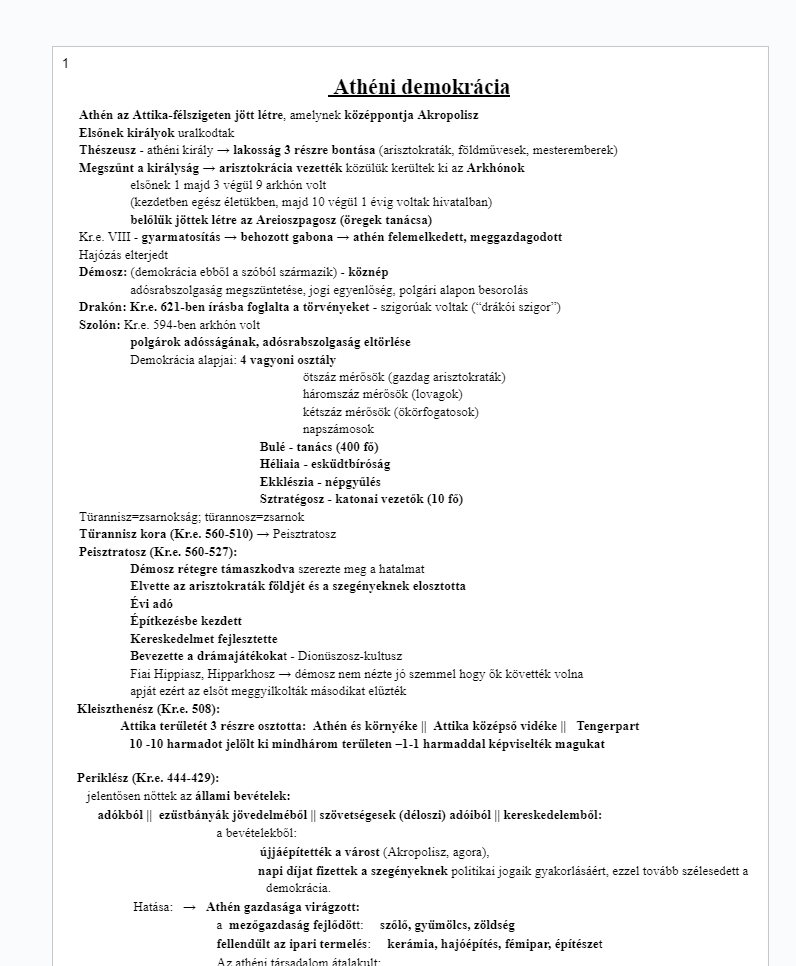 1
Athéni demokrácia
Athén az Attika-félszigeten jött létre, amelynek középpontja Akropolisz
Elsőnek királyok uralkodtak
Thészeusz - athéni király → lakosság 3 részre bontása (arisztokraták, földművesek, mesteremberek)
Megszűnt a királyság → arisztokrácia vezették közülük kerültek ki az Arkhónok
elsőnek 1 majd 3 végül 9 arkhón volt
(kezdetben egész életükben, majd 10 végül 1 évig voltak hivatalban)
belőlük jöttek létre az Areioszpagosz (öregek tanácsa)
Kr.e. VIII - gyarmatosítás → behozott gabona → athén felemelkedett, meggazdagodott
Hajózás elterjedt
Démosz: (demokrácia ebből a szóból származik) - köznép
adósrabszolgaság megszüntetése, jogi egyenlőség, polgári alapon besorolás
Drakón: Kr.e. 621-ben írásba foglalta a törvényeket - szigorúak voltak (“drákói szigor”)
Szolón: Kr.e. 594-ben arkhón volt
polgárok adósságának, adósrabszolgaság eltörlése
Demokrácia alapjai: 4 vagyoni osztály
ötszáz mérősök (gazdag arisztokraták)
háromszáz mérősök (lovagok)
kétszáz mérősök (ökörfogatosok)
napszámosok
Bulé - tanács (400 fő)
Héliaia - esküdtbíróság
Ekklészia - népgyűlés
Sztratégosz - katonai vezetők (10 fő)
Türannisz=zsarnokság; türannosz=zsarnok
Türannisz kora (Kr.e. 560-510) → Peisztratosz
Peisztratosz (Kr.e. 560-527):
Démosz rétegre támaszkodva szerezte meg a hatalmat
Elvette az arisztokraták földjét és a szegényeknek elosztotta
Évi adó
Építkezésbe kezdett
Kereskedelmet fejlesztette
Bevezette a drámajátékokat - Dionüszosz-kultusz
Fiai Hippiasz, Hipparkhosz → démosz nem nézte jó szemmel hogy ők követték volna
apját ezért az elsőt meggyilkolták másodikat elűzték
Kleiszthenész (Kr.e. 508):
Attika területét 3 részre osztotta: Athén és környéke || Attika középső vidéke || Tengerpart
10 -10 harmadot jelölt ki mindhárom területen –1-1 harmaddal képviselték magukat
Periklész (Kr.e. 444-429):
jelentősen nőttek az állami bevételek:
adókból || ezüstbányák jövedelméből || szövetségesek (déloszi) adóiból || kereskedelemből:
a bevételekből:
újjáépítették a várost (Akropolisz, agora),
napi díjat fizettek a szegényeknek politikai jogaik gyakorlásáért, ezzel tovább szélesedett a
demokrácia.
Hatása: → Athén gazdasága virágzott:
a mezőgazdaság fejlődött: szőlő, gyümölcs, zöldség
fellendült az ipari termelés: kerámia, hajóépítés, fémipar, építészet
Az athéni társadalom átalakult: